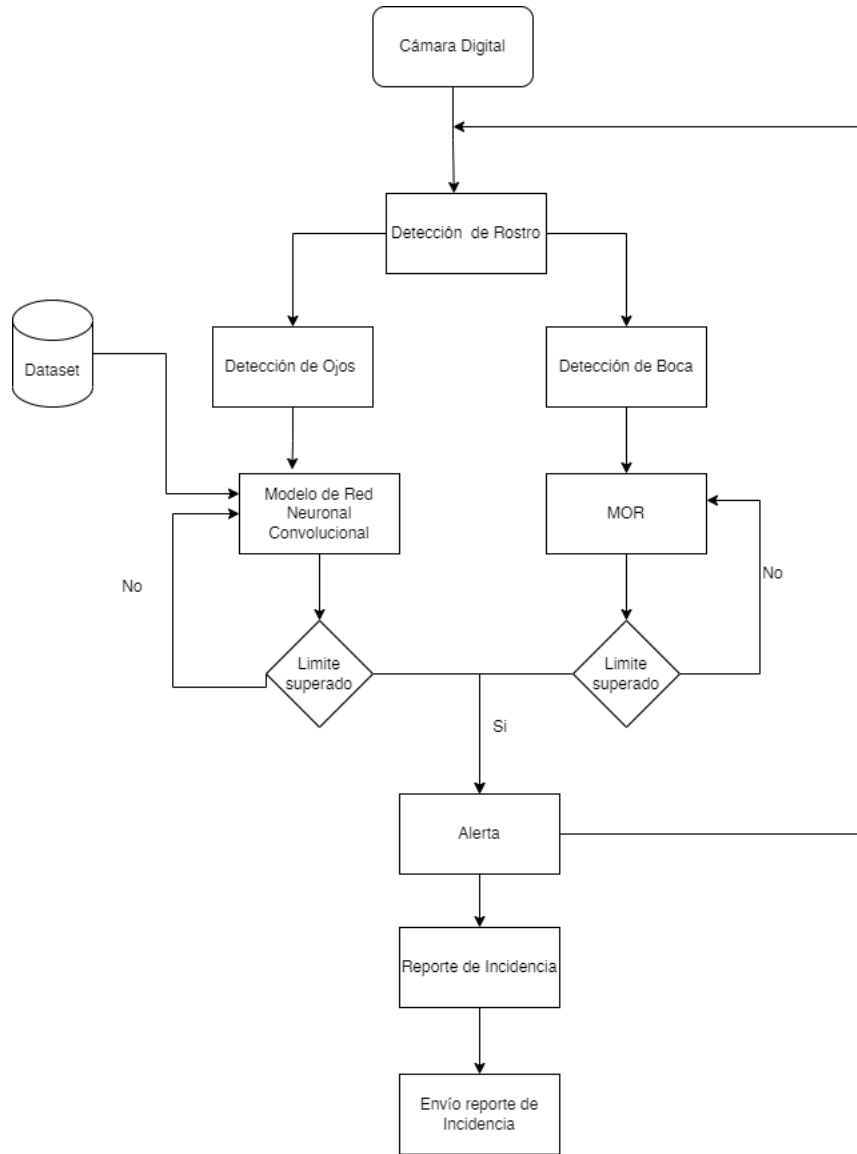 Cámara Digital
Detección de Rostro
Dataset
Detección de Ojos
Detección de Boca
Modelo de Red
Neuronal
Convolucional
MOR
No
No
Limite
superado
Limite
superado
Si
Alerta
Reporte de Incidencia
Envío reporte de
Incidencia